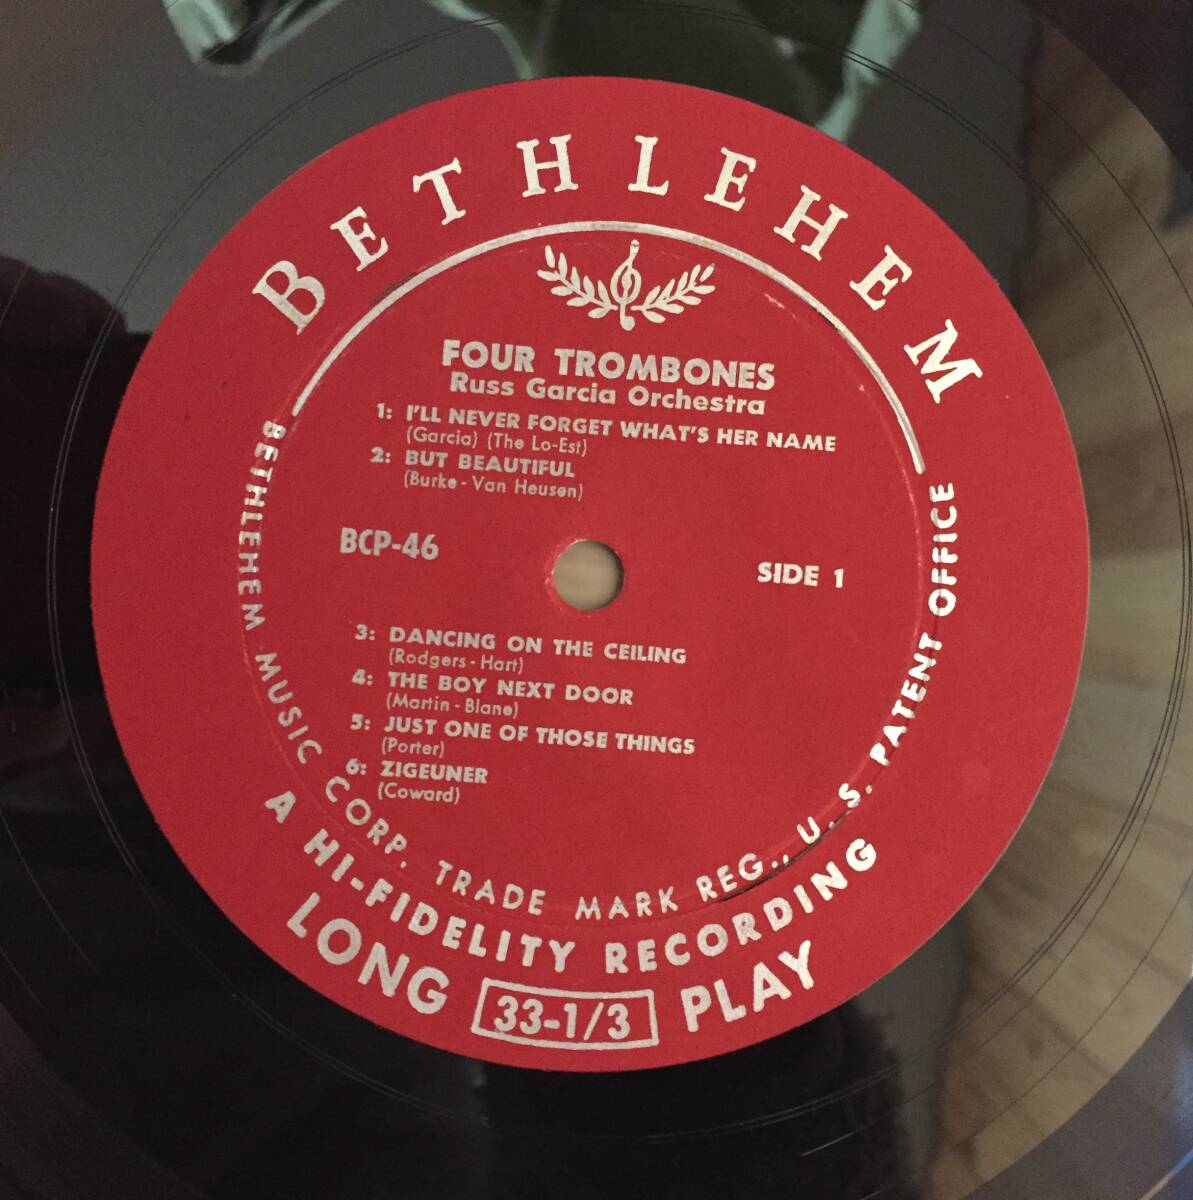 BETHLEHEM
FOUR TROMBONES
Russ Garcia Orchestra
1: I'LL NEVER FORGET WHAT'S HER NAME
(Garcia) (The Lo-Est)
2: BUT BEAUTIFUL
(Burke - Van Heusen)
BCP-46
SIDE 1
3: DANCING ON THE CEILING
(Rodgers - Hart)
4: THE BOY NEXT DOOR
(Martin - Blane)
5: JUST ONE OF THOSE THINGS
(Porter)
6: ZIGEUNER
(Coward)
BETHLEHEM MUSIC CORP. TRADE MARK REG., U. S. PATENT OFFICE
A HI-FIDELITY RECORDING
LONG 33-1/3 PLAY